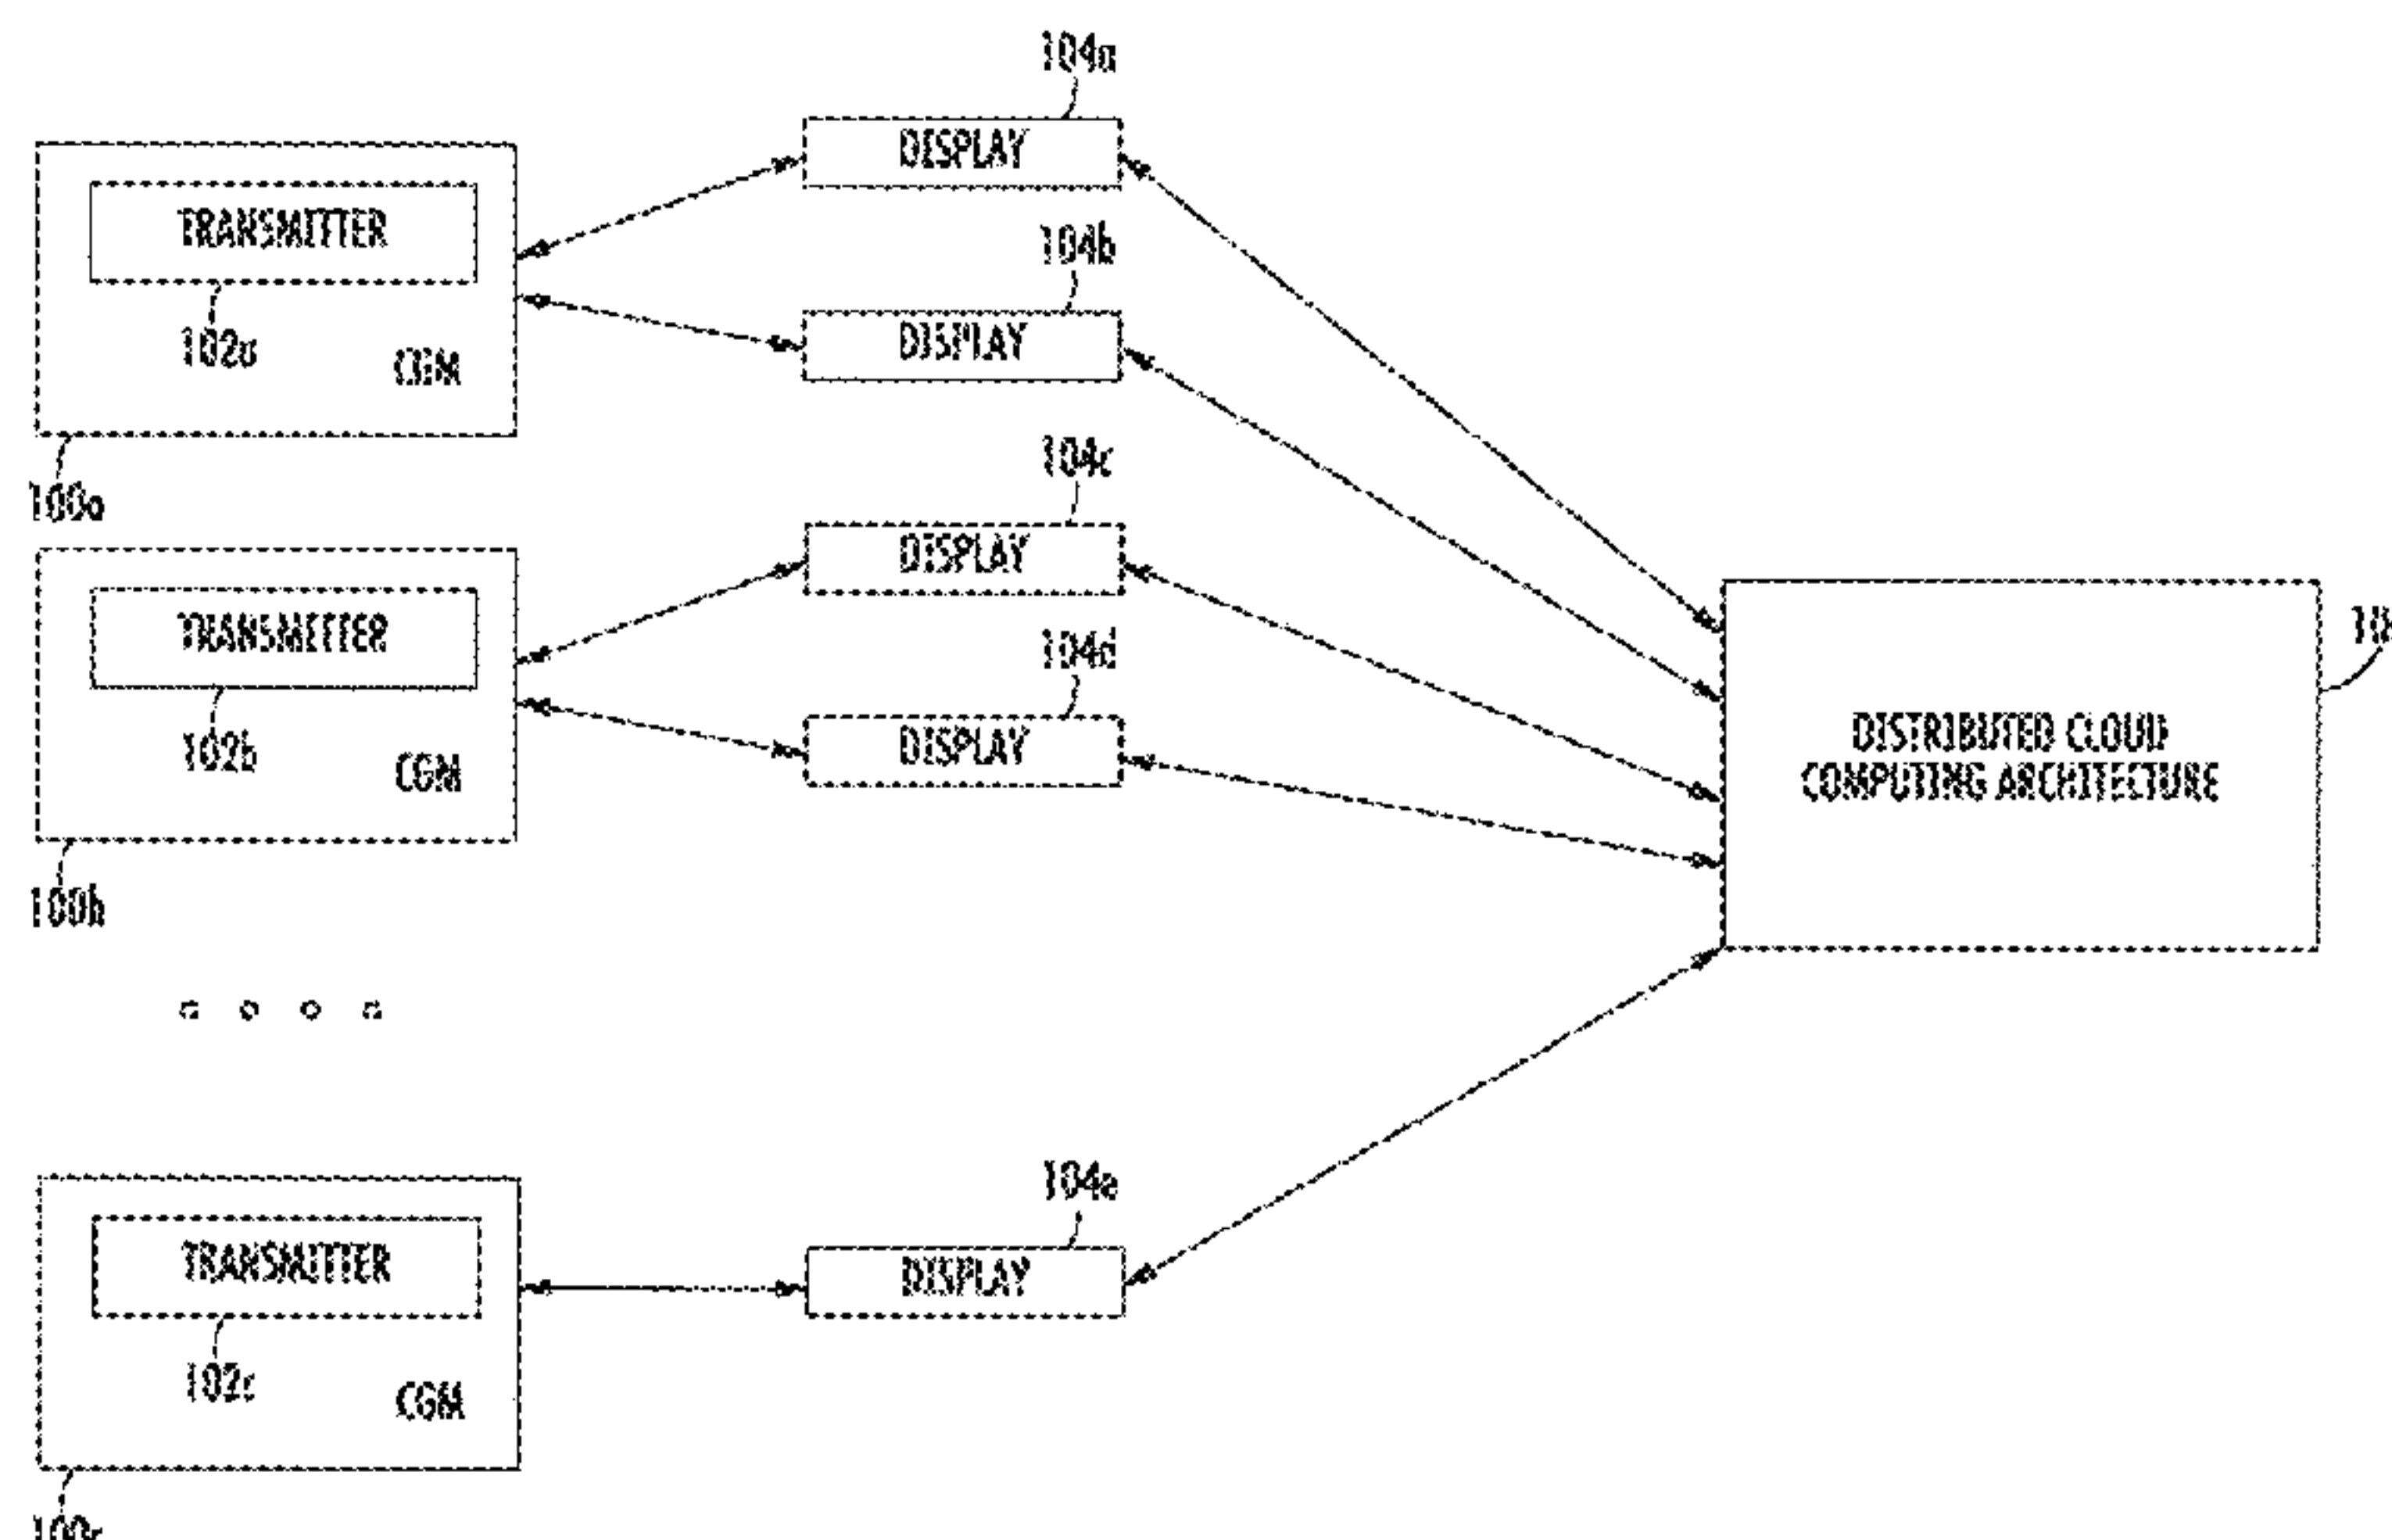 104a
DISPLAY
TRANSMITTER
104b
102a
DISPLAY
CGM
104c
100a
DISPLAY
TRANSMITTER
104d
102b
DISPLAY
CGM
DISTRIBUTED CLOUD
COMPUTING ARCHITECTURE
100b
104e
TRANSMITTER
DISPLAY
102c
CGM
100c